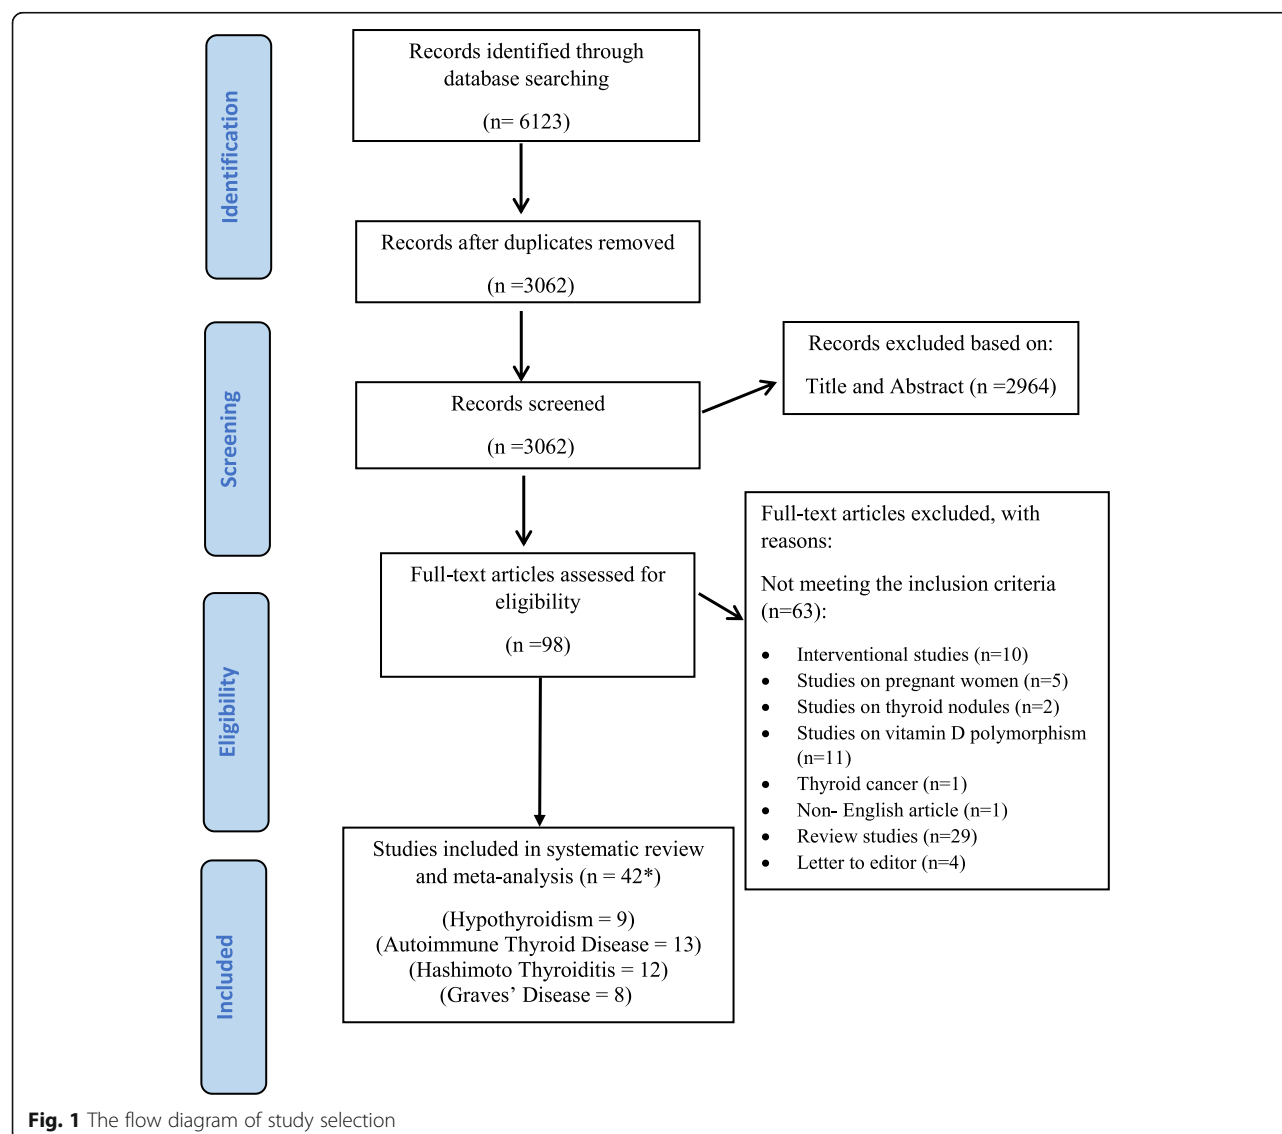 Identification
Records identified through
database searching
(n= 6123)
Records after duplicates removed
(n =3062)
Screening
Records screened
(n =3062)
Records excluded based on:
Title and Abstract (n =2964)
Eligibility
Full-text articles assessed for
eligibility
(n =98)
Full-text articles excluded, with
reasons:
Not meeting the inclusion criteria
(n=63):
• Interventional studies (n=10)
• Studies on pregnant women (n=5)
• Studies on thyroid nodules (n=2)
• Studies on vitamin D polymorphism
(n=11)
• Thyroid cancer (n=1)
• Non- English article (n=1)
• Review studies (n=29)
• Letter to editor (n=4)
Included
Studies included in systematic review
and meta-analysis (n = 42*)
(Hypothyroidism = 9)
(Autoimmune Thyroid Disease = 13)
(Hashimoto Thyroiditis = 12)
(Graves’ Disease = 8)
Fig. 1 The flow diagram of study selection